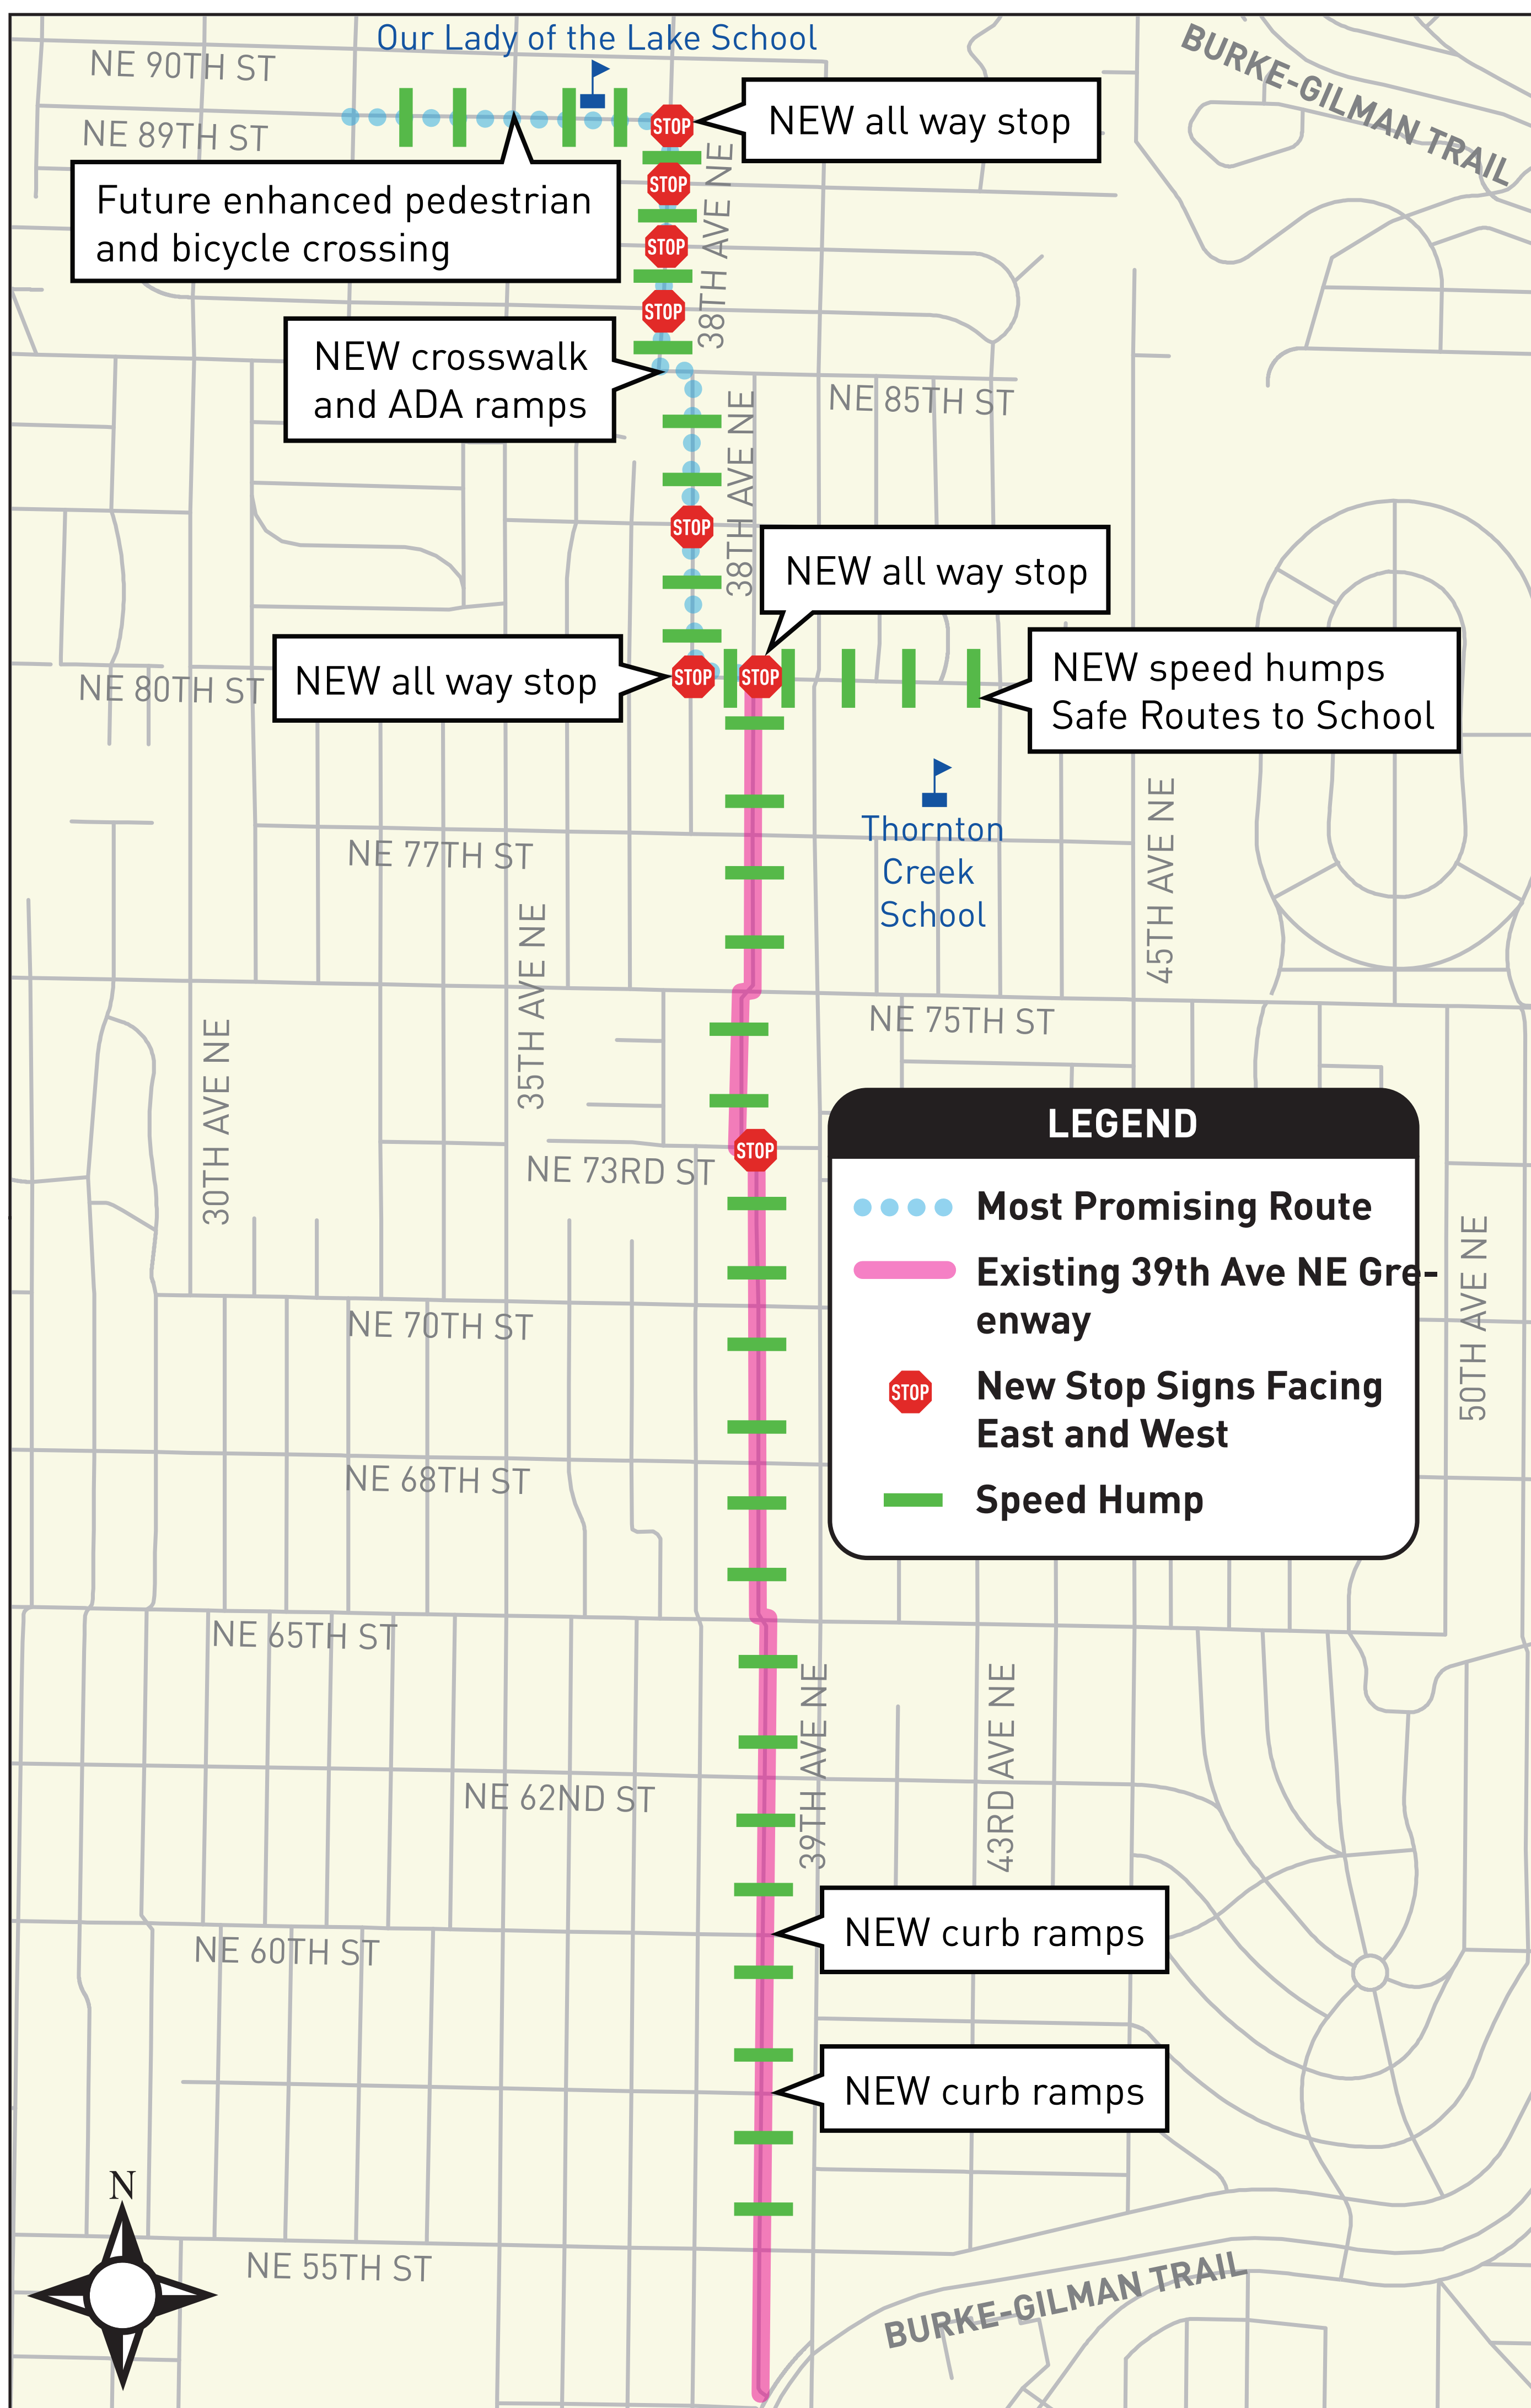 Our Lady of the Lake School
BURKE-GILMAN TRAIL
NE 90TH ST
NE 89TH ST
STOP
NEW all way stop
38TH AVE NE
STOP
Future enhanced pedestrian
and bicycle crossing
STOP
STOP
NEW crosswalk
and ADA ramps
NE 85TH ST
38TH AVE NE
STOP
NEW all way stop
NEW all way stop
STOP
STOP
NEW speed humps
Safe Routes to School
NE 80TH ST
Thornton
Creek
School
45TH AVE NE
NE 77TH ST
35TH AVE NE
NE 75TH ST
30TH AVE NE
STOP
NE 73RD ST
LEGEND
Most Promising Route
Existing 39th Ave NE Gre-
enway
STOP
New Stop Signs Facing
East and West
Speed Hump
50TH AVE NE
NE 70TH ST
NE 68TH ST
NE 65TH ST
39TH AVE NE
43RD AVE NE
NE 62ND ST
NEW curb ramps
NE 60TH ST
NEW curb ramps
N
NE 55TH ST
BURKE-GILMAN TRAIL